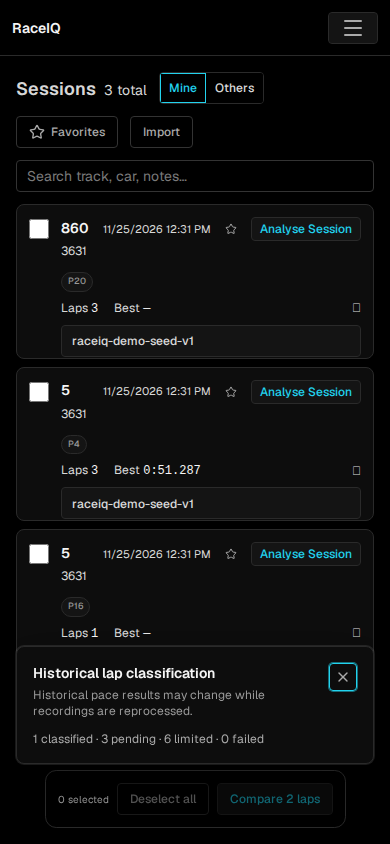 RaceIQ
Sessions 3 total Mine Others
Favorites Import
Search track, car, notes...
860 11/25/2026 12:31 PM Analyse Session
3631
P20
Laps 3 Best —
raceiq-demo-seed-v1
5 11/25/2026 12:31 PM Analyse Session
3631
P4
Laps 3 Best 0:51.287
raceiq-demo-seed-v1
5 11/25/2026 12:31 PM Analyse Session
3631
P16
Laps 1 Best —
Historical lap classification
Historical pace results may change while
recordings are reprocessed.
1 classified · 3 pending · 6 limited · 0 failed
0 selected Deselect all Compare 2 laps